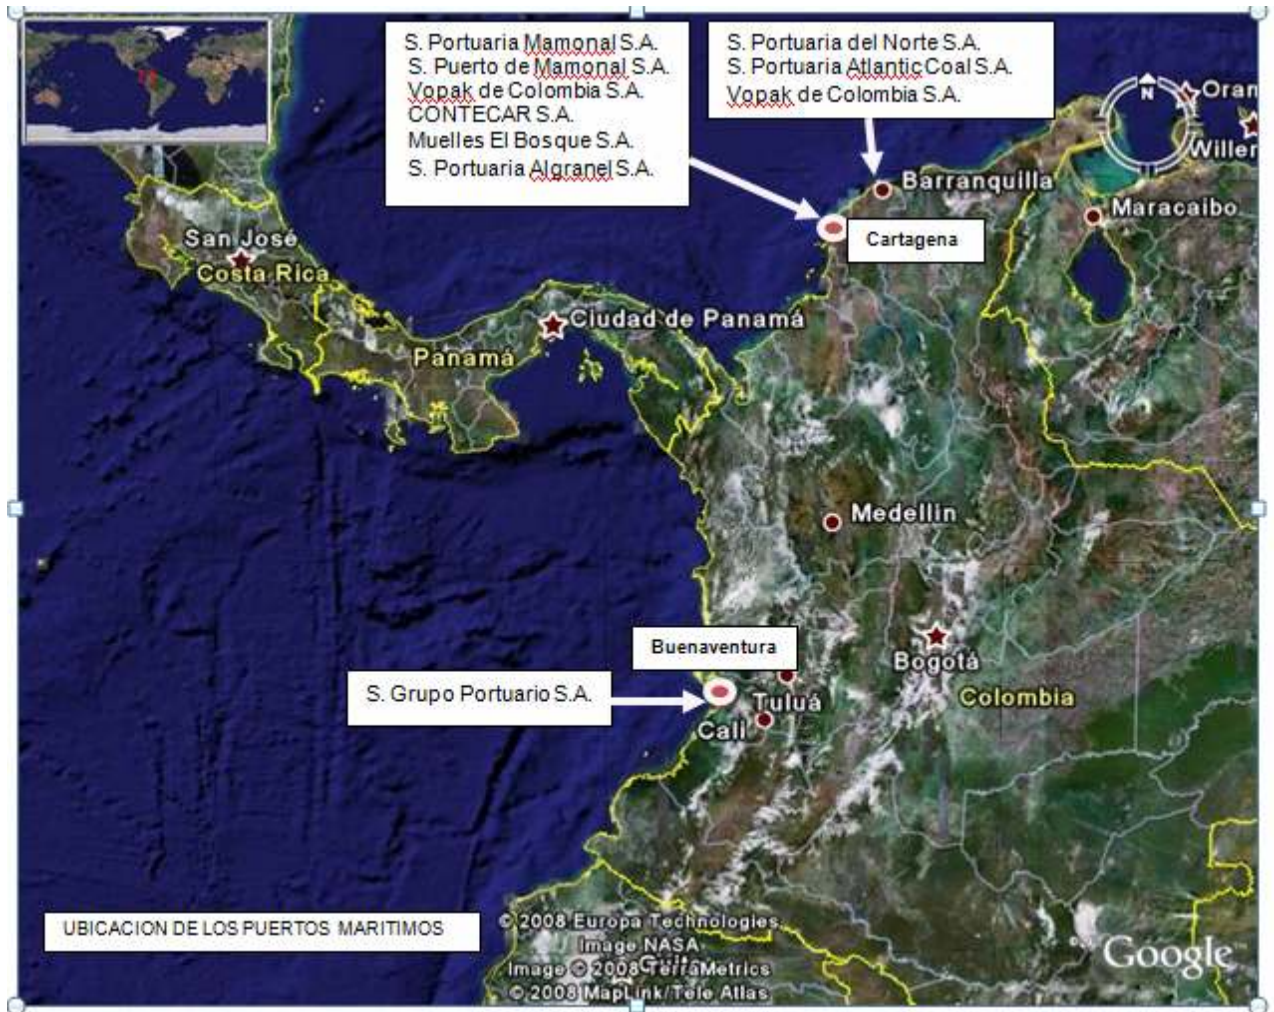 S. Portuaria Mamonal S.A.
S. Puerto de Mamonal S.A.
Vopak de Colombia S.A.
CONTECAR S.A.
Muelles El Bosque S.A.
S. Portuaria Algranel S.A.
S. Portuaria del Norte S.A.
S. Portuaria Atlantic Coal S.A.
Vopak de Colombia S.A.
N
Oran
Willer
Barranquilla
Maracaibo
Cartagena
San José
Costa Rica
Ciudad de Panamá
Panamá
Medellin
Buenaventura
Bogotá
S. Grupo Portuario S.A.
Colombia
Tuluá
Cali
UBICACION DE LOS PUERTOS MARITIMOS
© 2008 Europa Technologies
Image NASA
Image © 2008 TerraMetrics
© 2008 MapLink/Tele Atlas
Google™